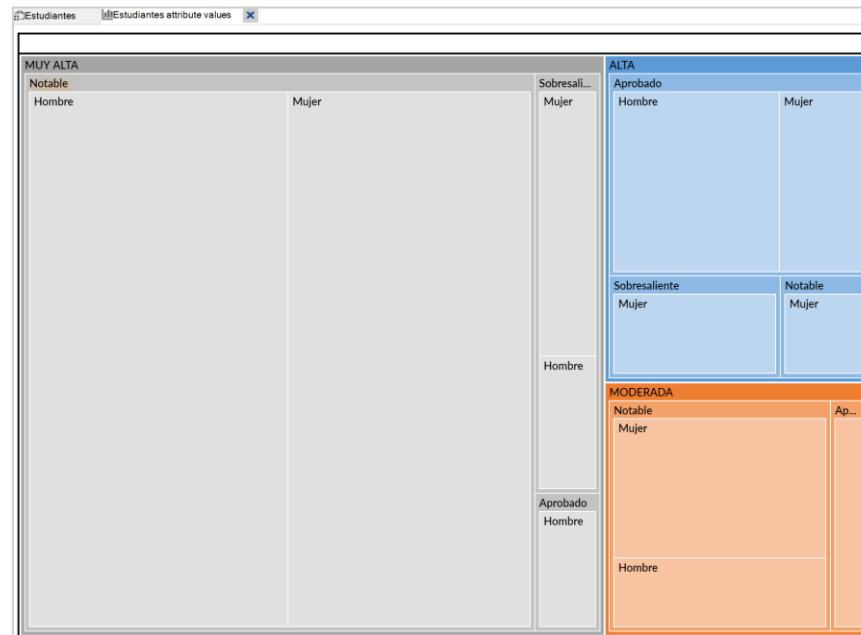 Estudiantes
Estudiantes attribute values
MUY ALTA
Notable
Hombre
Mujer
Sobresali...
Mujer
Hombre
Aprobado
Hombre
ALTA
Aprobado
Hombre
Mujer
Sobresaliente
Mujer
Notable
Mujer
MODERADA
Notable
Mujer
Hombre
Ap...